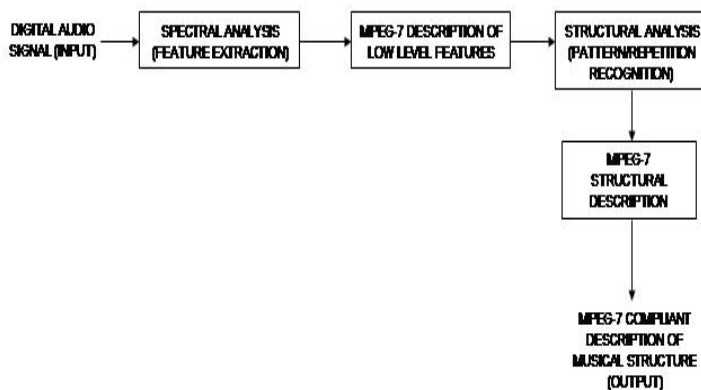 DIGITAL AUDIO
SIGNAL (INPUT)
SPECTRAL ANALYSIS
(FEATURE EXTRACTION)
MPEG-7 DESCRIPTION OF
LOW LEVEL FEATURES
STRUCTURAL ANALYSIS
(PATTERN/REPETITION
RECOGNITION)
MPEG-7
STRUCTURAL
DESCRIPTION
MPEG-7 COMPLIANT
DESCRIPTION OF
MUSICAL STRUCTURE
(OUTPUT)